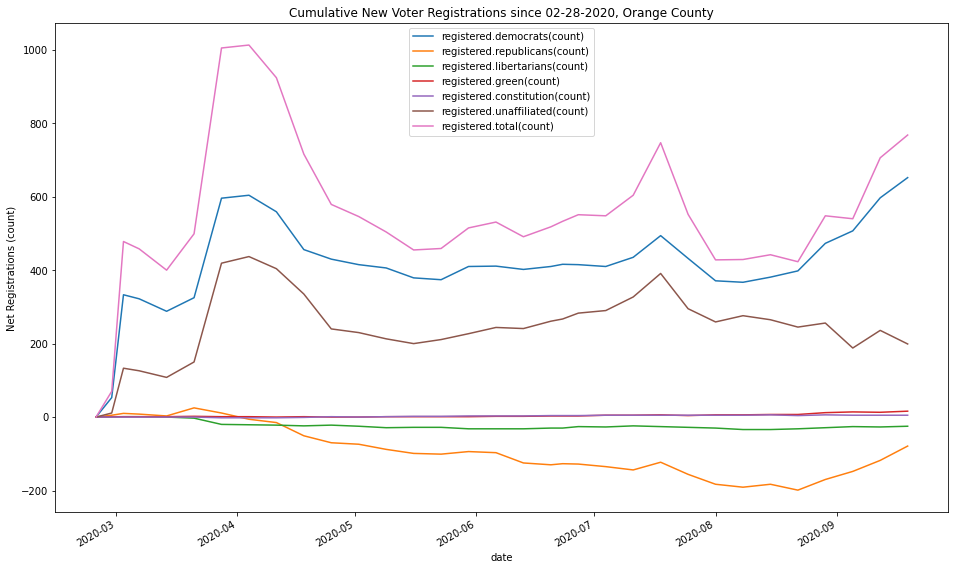 Cumulative New Voter Registrations since 02-28-2020, Orange County
registered.democrats(count)
registered.republicans(count)
registered.libertarians(count)
registered.green(count)
registered.constitution(count)
registered.unaffiliated(count)
registered.total(count)
Net Registrations (count)
1000
800
600
400
200
0
−200
2020-03
2020-04
2020-05
2020-06
2020-07
2020-08
2020-09
date